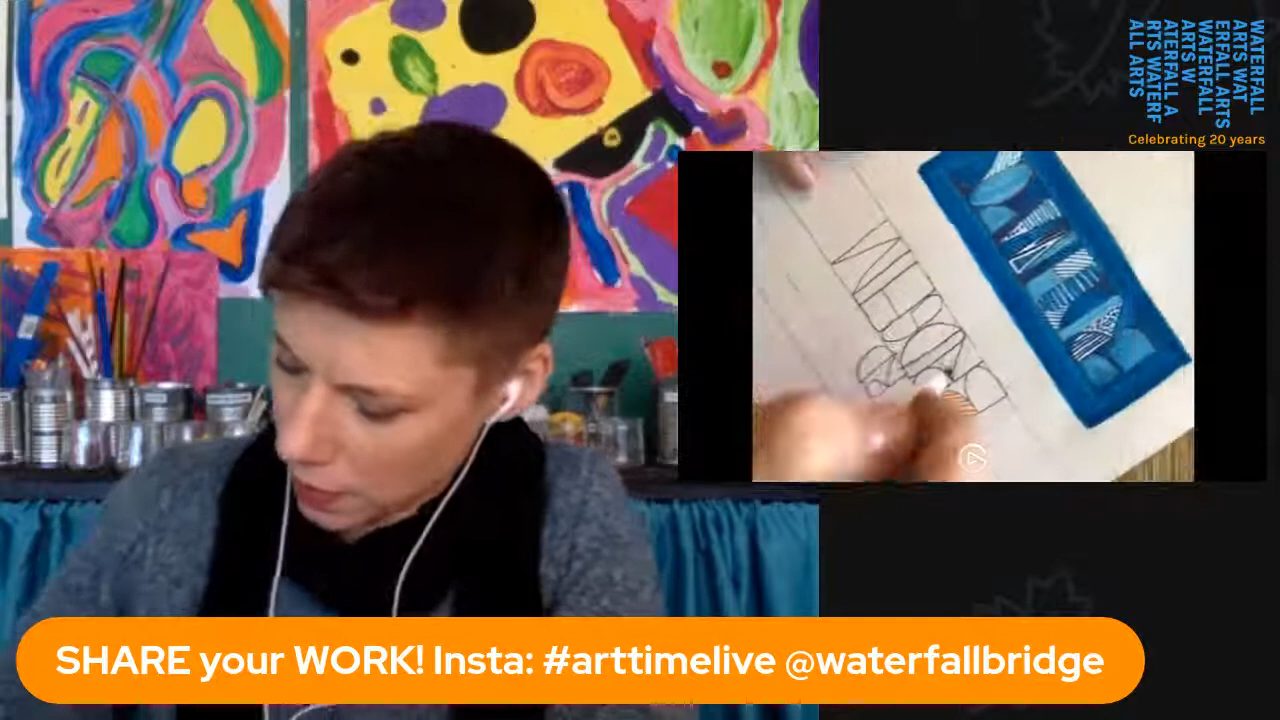 WATERFALL
ARTS WAT
ERFALL ARTS
WATERFALL
ARTS W
ATERFALL A
RTS WATERF
ALL ARTS
Celebrating 20 years
SHARE your WORK! Insta: #arttimelive @waterfallbridge